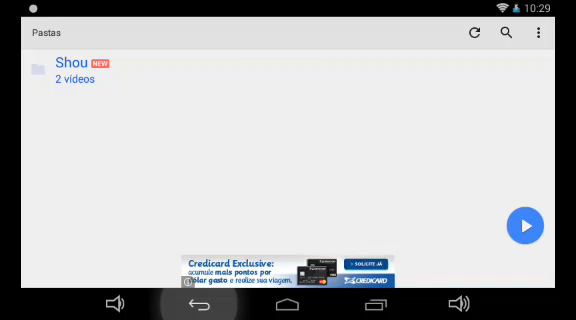 10:29
Pastas
Shou NEW
2 vídeos
Credicard Exclusive:
acumule mais pontos por
dólar gasto e realize sua viagem.
SOLICITE JÁ
CREDICARD